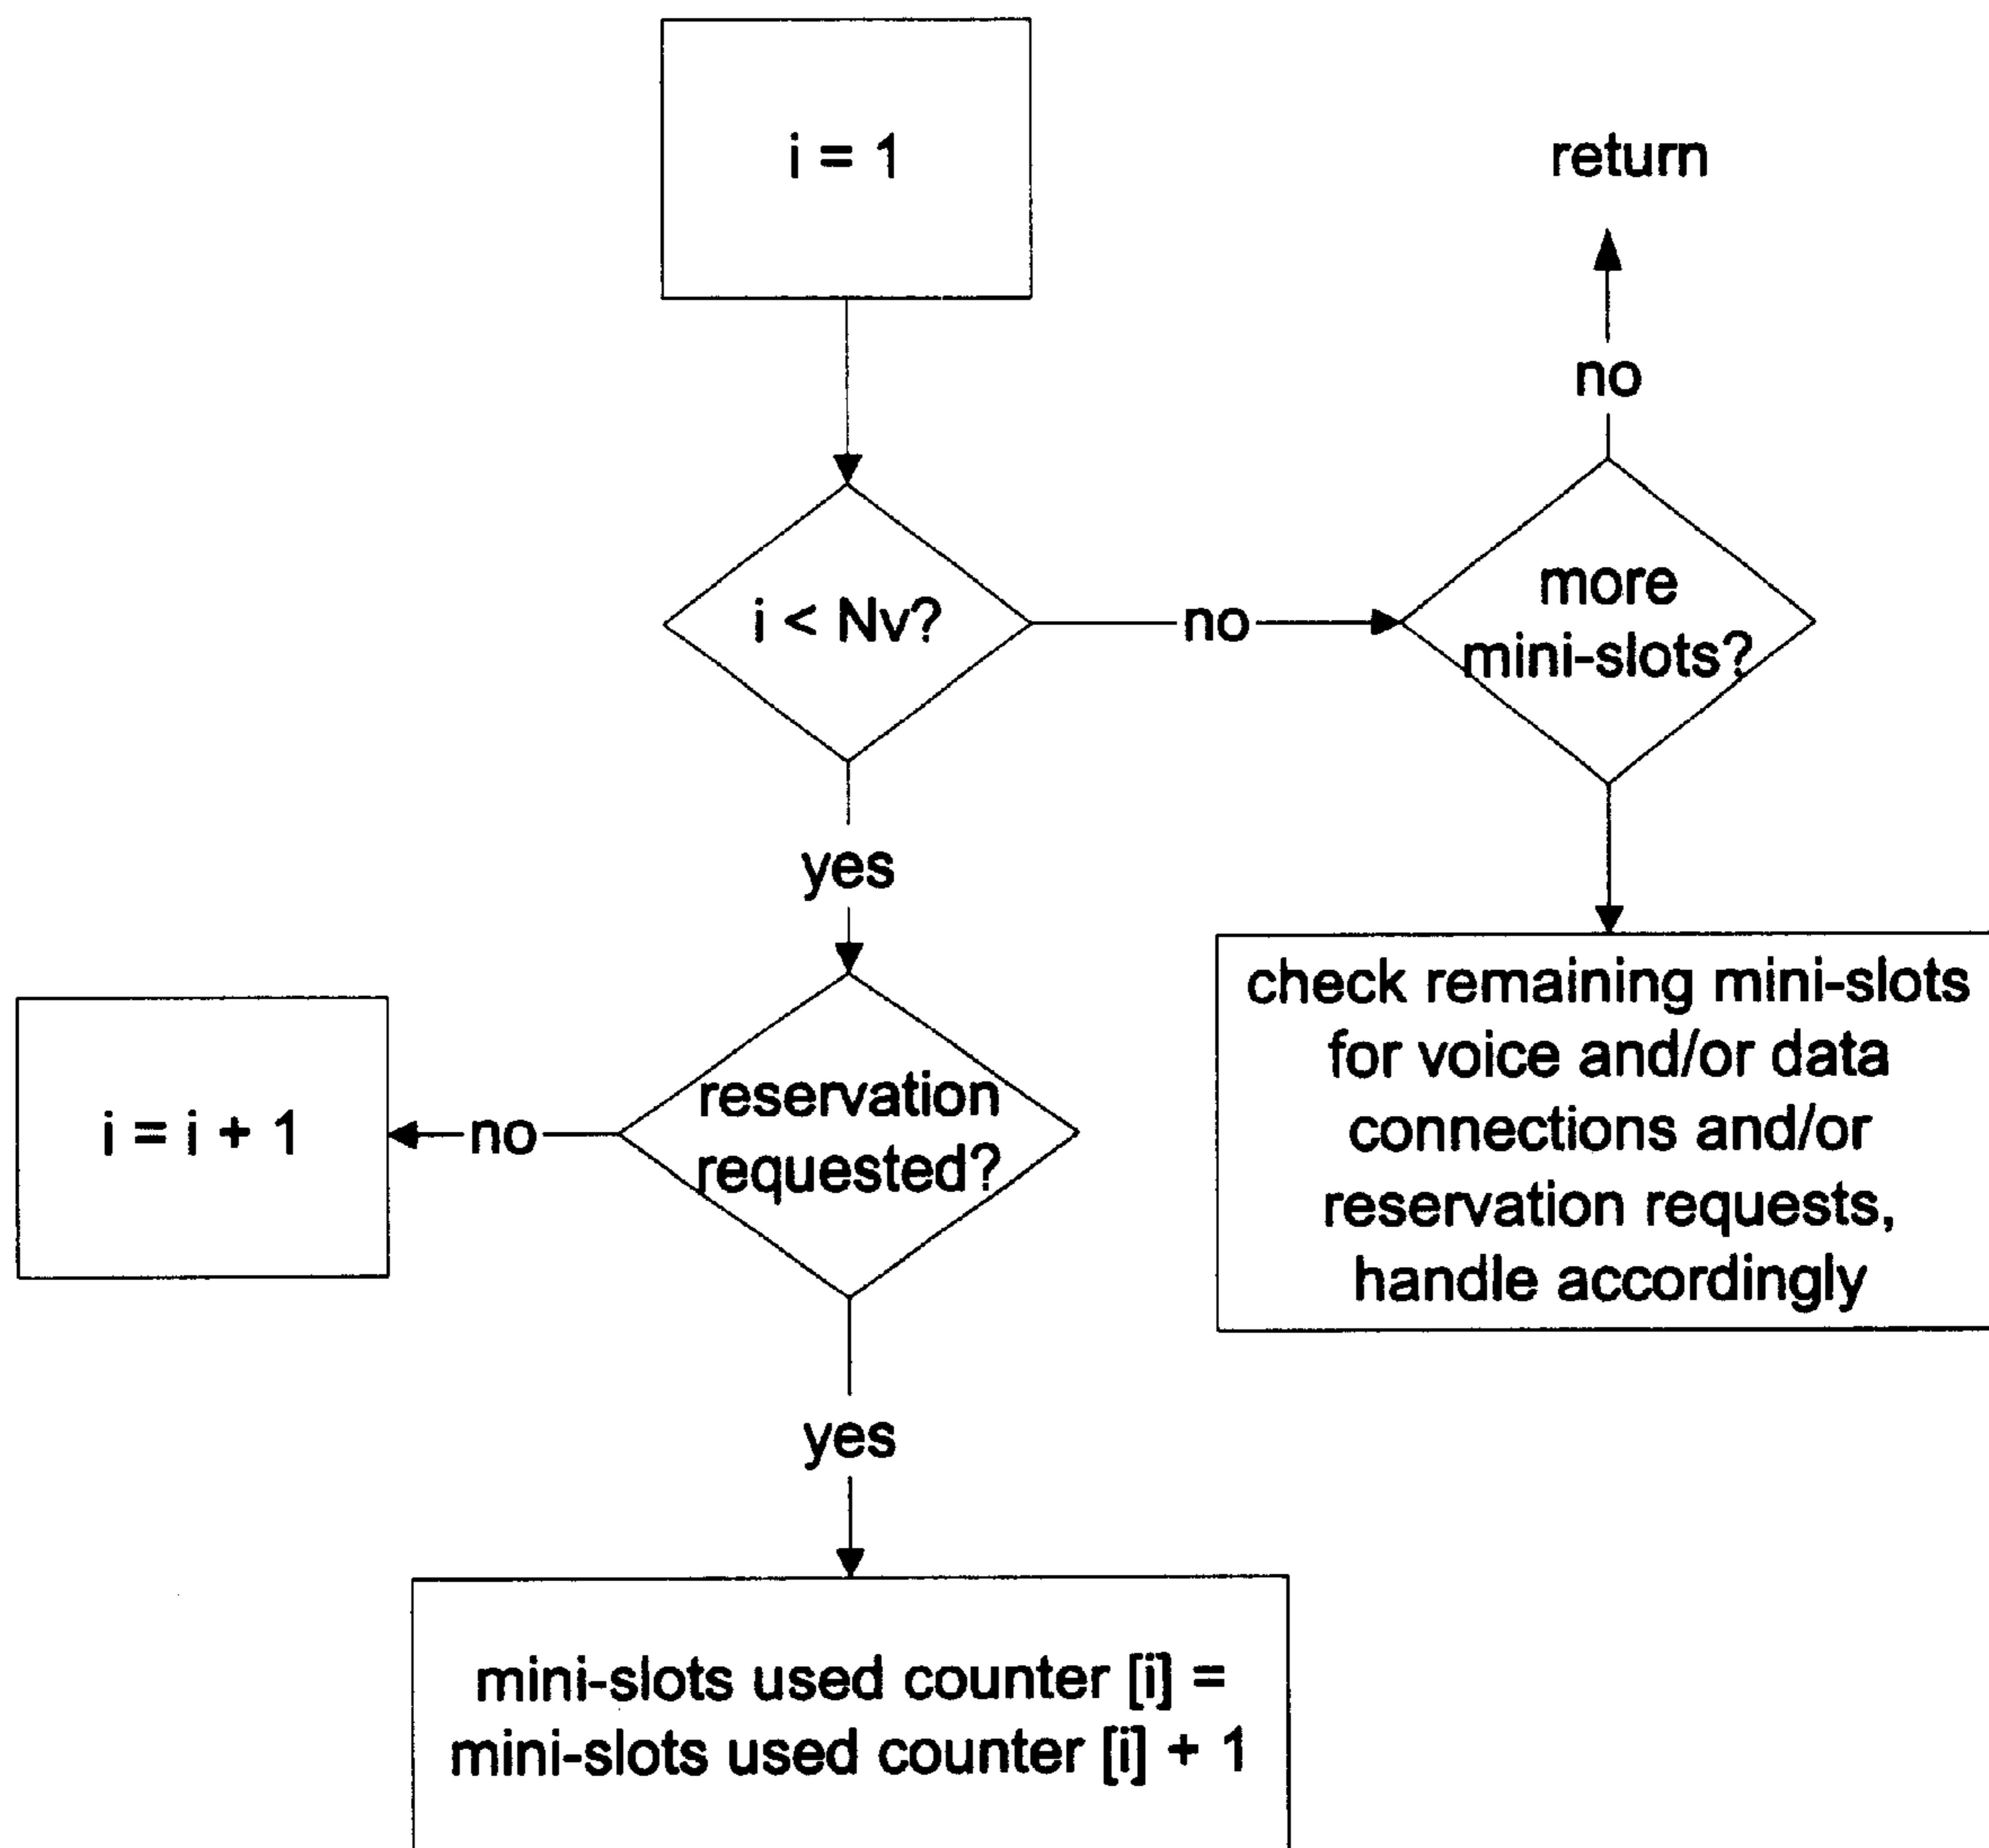 i = 1
return
no
i < Nv?
no
more
mini-slots?
yes
check remaining mini-slots
for voice and/or data
connections and/or
reservation requests,
handle accordingly
i = i + 1
no
reservation
requested?
yes
mini-slots used counter [i] =
mini-slots used counter [i] + 1